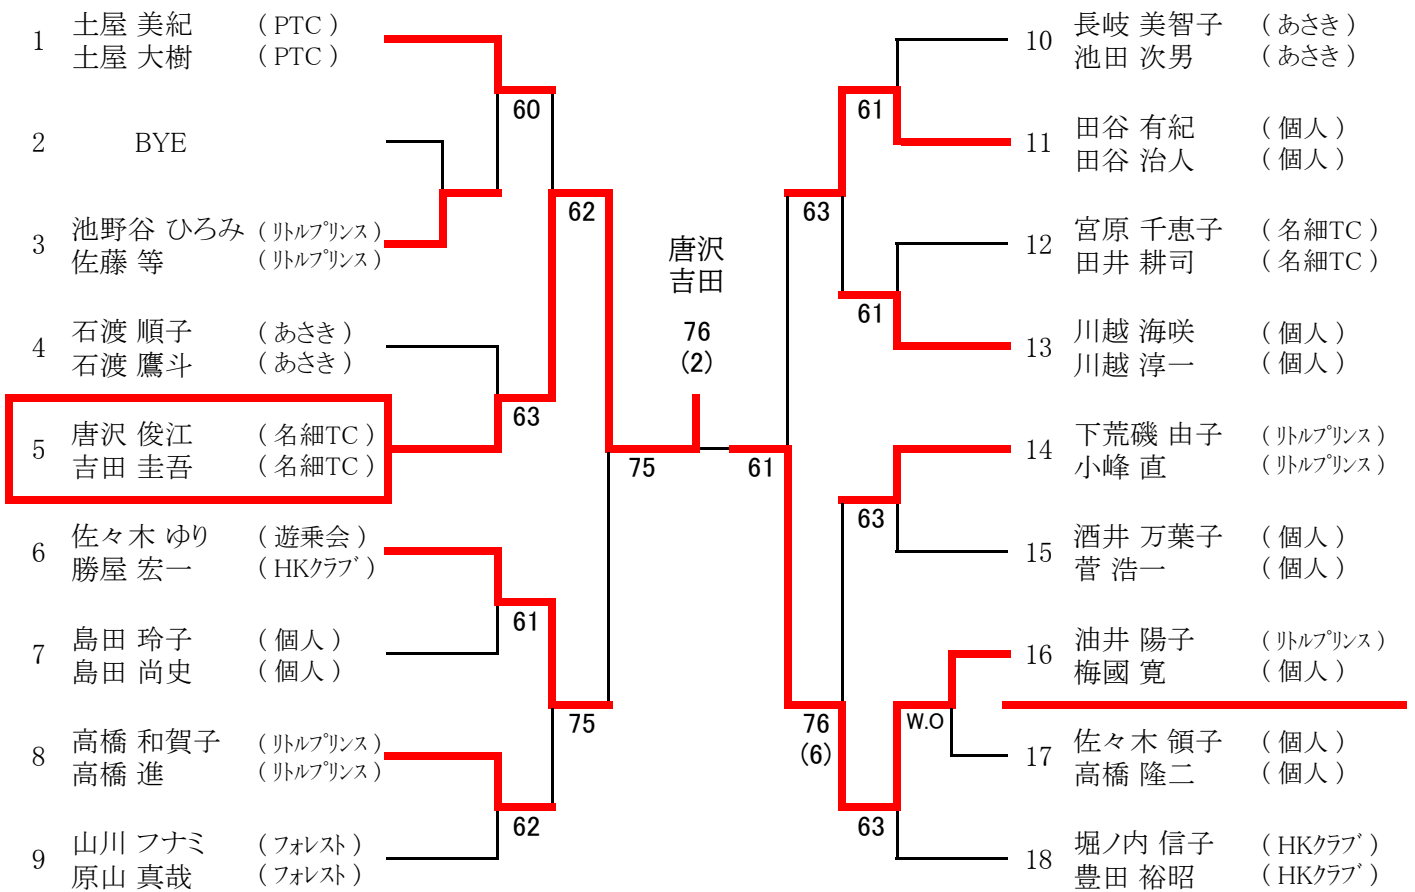 1 土屋 美紀 ( PTC )
土屋 大樹 ( PTC )
2 BYE
3 池野谷 ひろみ ( ﾘﾄﾙﾌﾟﾘﾝｽ )
佐藤 等 ( ﾘﾄﾙﾌﾟﾘﾝｽ )
4 石渡 順子 ( あさき )
石渡 鷹斗 ( あさき )
5 唐沢 俊江 ( 名細TC )
吉田 圭吾 ( 名細TC )
6 佐々木 ゆり ( 遊乗会 )
勝屋 宏一 ( HKｸﾗﾌﾞ )
7 島田 玲子 ( 個人 )
島田 尚史 ( 個人 )
8 高橋 和賀子 ( ﾘﾄﾙﾌﾟﾘﾝｽ )
高橋 進 ( ﾘﾄﾙﾌﾟﾘﾝｽ )
9 山川 フナミ ( ﾌｫﾚｽﾄ )
原山 真哉 ( ﾌｫﾚｽﾄ )
60
63
61
62
62
75
75
唐沢
吉田
76
(2)
61
63
76
(6)
61
61
63
63
W.O
10 長岐 美智子 ( あさき )
池田 次男 ( あさき )
11 田谷 有紀 ( 個人 )
田谷 治人 ( 個人 )
12 宮原 千恵子 ( 名細TC )
田井 耕司 ( 名細TC )
13 川越 海咲 ( 個人 )
川越 淳一 ( 個人 )
14 下荒磯 由子 ( ﾘﾄﾙﾌﾟﾘﾝｽ )
小峰 直 ( ﾘﾄﾙﾌﾟﾘﾝｽ )
15 酒井 万葉子 ( 個人 )
菅 浩一 ( 個人 )
16 油井 陽子 ( ﾘﾄﾙﾌﾟﾘﾝｽ )
梅國 寛 ( 個人 )
17 佐々木 領子 ( 個人 )
高橋 隆二 ( 個人 )
18 堀ノ内 信子 ( HKｸﾗﾌﾞ )
豊田 裕昭 ( HKｸﾗﾌﾞ )